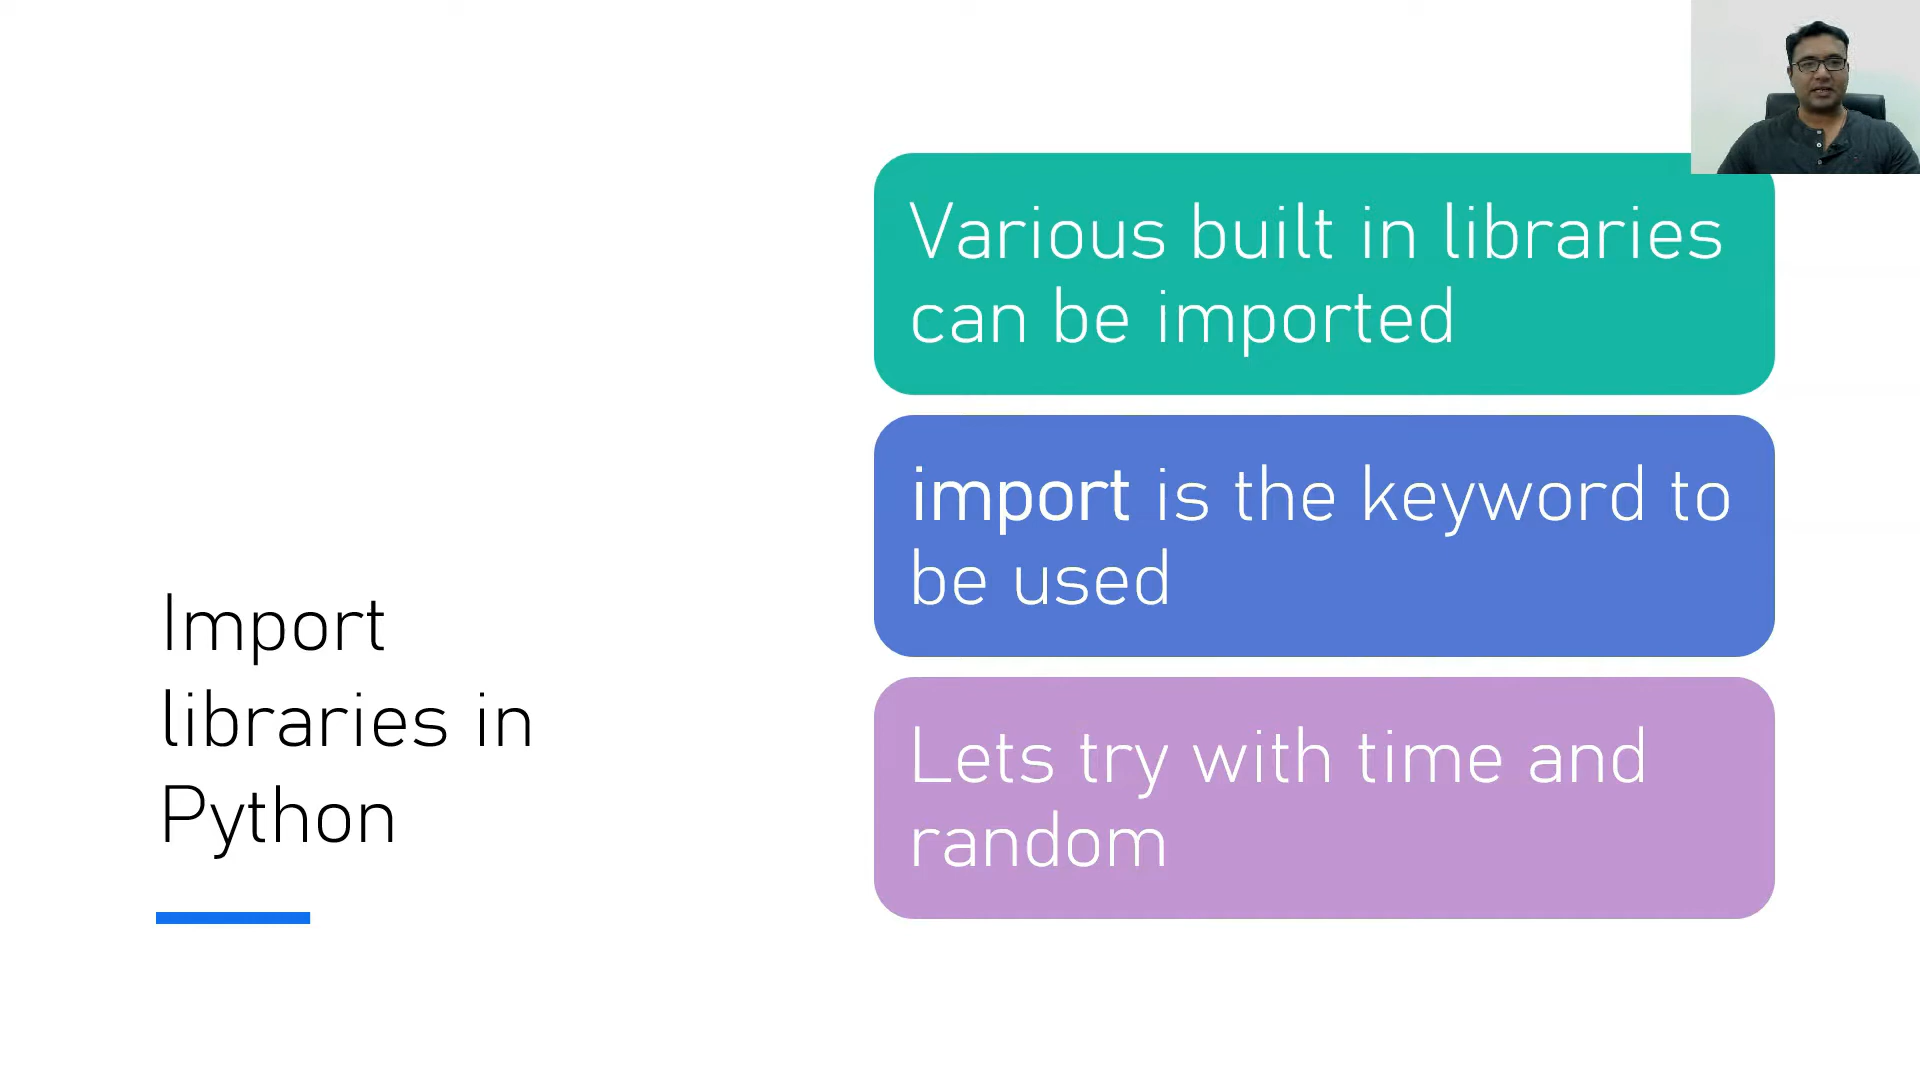 Import
libraries in
Python
Various built in libraries
can be imported
import is the keyword to
be used
Lets try with time and
random